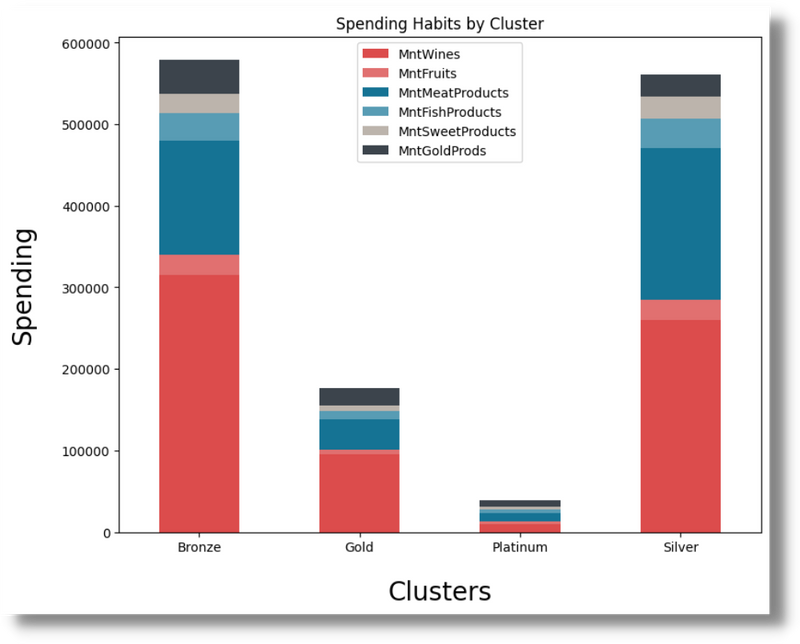 Spending Habits by Cluster
600000
500000
400000
300000
200000
100000
0
Spending
MntWines
MntFruits
MntMeatProducts
MntFishProducts
MntSweetProducts
MntGoldProds
Bronze
Gold
Platinum
Silver
Clusters